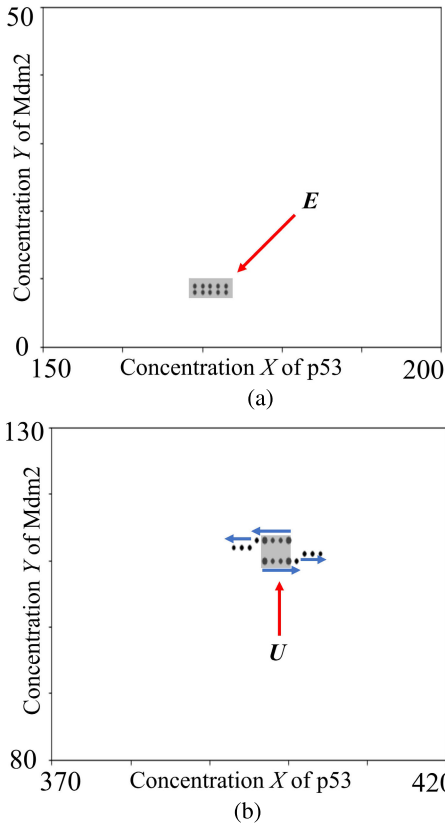 50
Concentration Y of Mdm2
E
0
150
Concentration X of p53
200
(a)
130
Concentration Y of Mdm2
U
80
370
Concentration X of p53
420
(b)